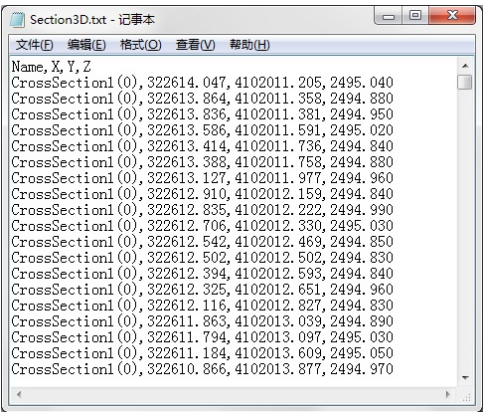 Section3D.txt - 记事本
文件(F) 编辑(E) 格式(O) 查看(V) 帮助(H)
Name,X,Y,Z
CrossSection1(0),322614.047,4102011.205,2495.040
CrossSection1(0),322613.864,4102011.358,2494.880
CrossSection1(0),322613.836,4102011.381,2494.950
CrossSection1(0),322613.586,4102011.591,2495.020
CrossSection1(0),322613.414,4102011.736,2494.840
CrossSection1(0),322613.388,4102011.758,2494.880
CrossSection1(0),322613.127,4102011.977,2494.960
CrossSection1(0),322612.910,4102012.159,2494.840
CrossSection1(0),322612.835,4102012.222,2494.990
CrossSection1(0),322612.706,4102012.330,2495.030
CrossSection1(0),322612.542,4102012.469,2494.850
CrossSection1(0),322612.502,4102012.502,2494.830
CrossSection1(0),322612.394,4102012.593,2494.840
CrossSection1(0),322612.325,4102012.651,2494.960
CrossSection1(0),322612.116,4102012.827,2494.830
CrossSection1(0),322611.863,4102013.039,2494.890
CrossSection1(0),322611.794,4102013.097,2495.030
CrossSection1(0),322611.184,4102013.609,2495.050
CrossSection1(0),322610.866,4102013.877,2494.970